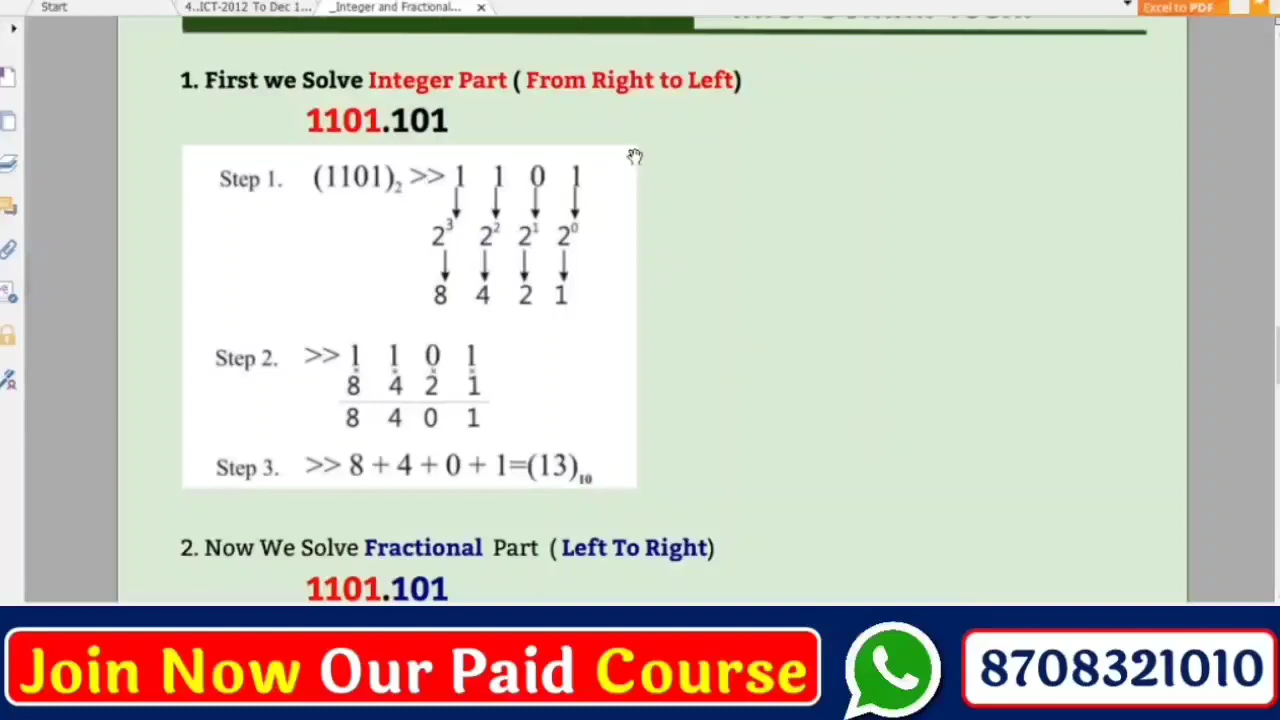 Start
4..ICT-2012 To Dec 1...
_Integer and Fractional...
Excel to PDF
1. First we Solve Integer Part ( From Right to Left)
1101.101
Step 1. (1101)₂ >> 1 1 0 1
2³ 2² 2¹ 2⁰
8 4 2 1
Step 2. >> 1 1 0 1
8 4 2 1
8 4 0 1
Step 3. >> 8 + 4 + 0 + 1=(13)₁₀
2. Now We Solve Fractional Part ( Left To Right)
1101.101
Join Now Our Paid Course
8708321010